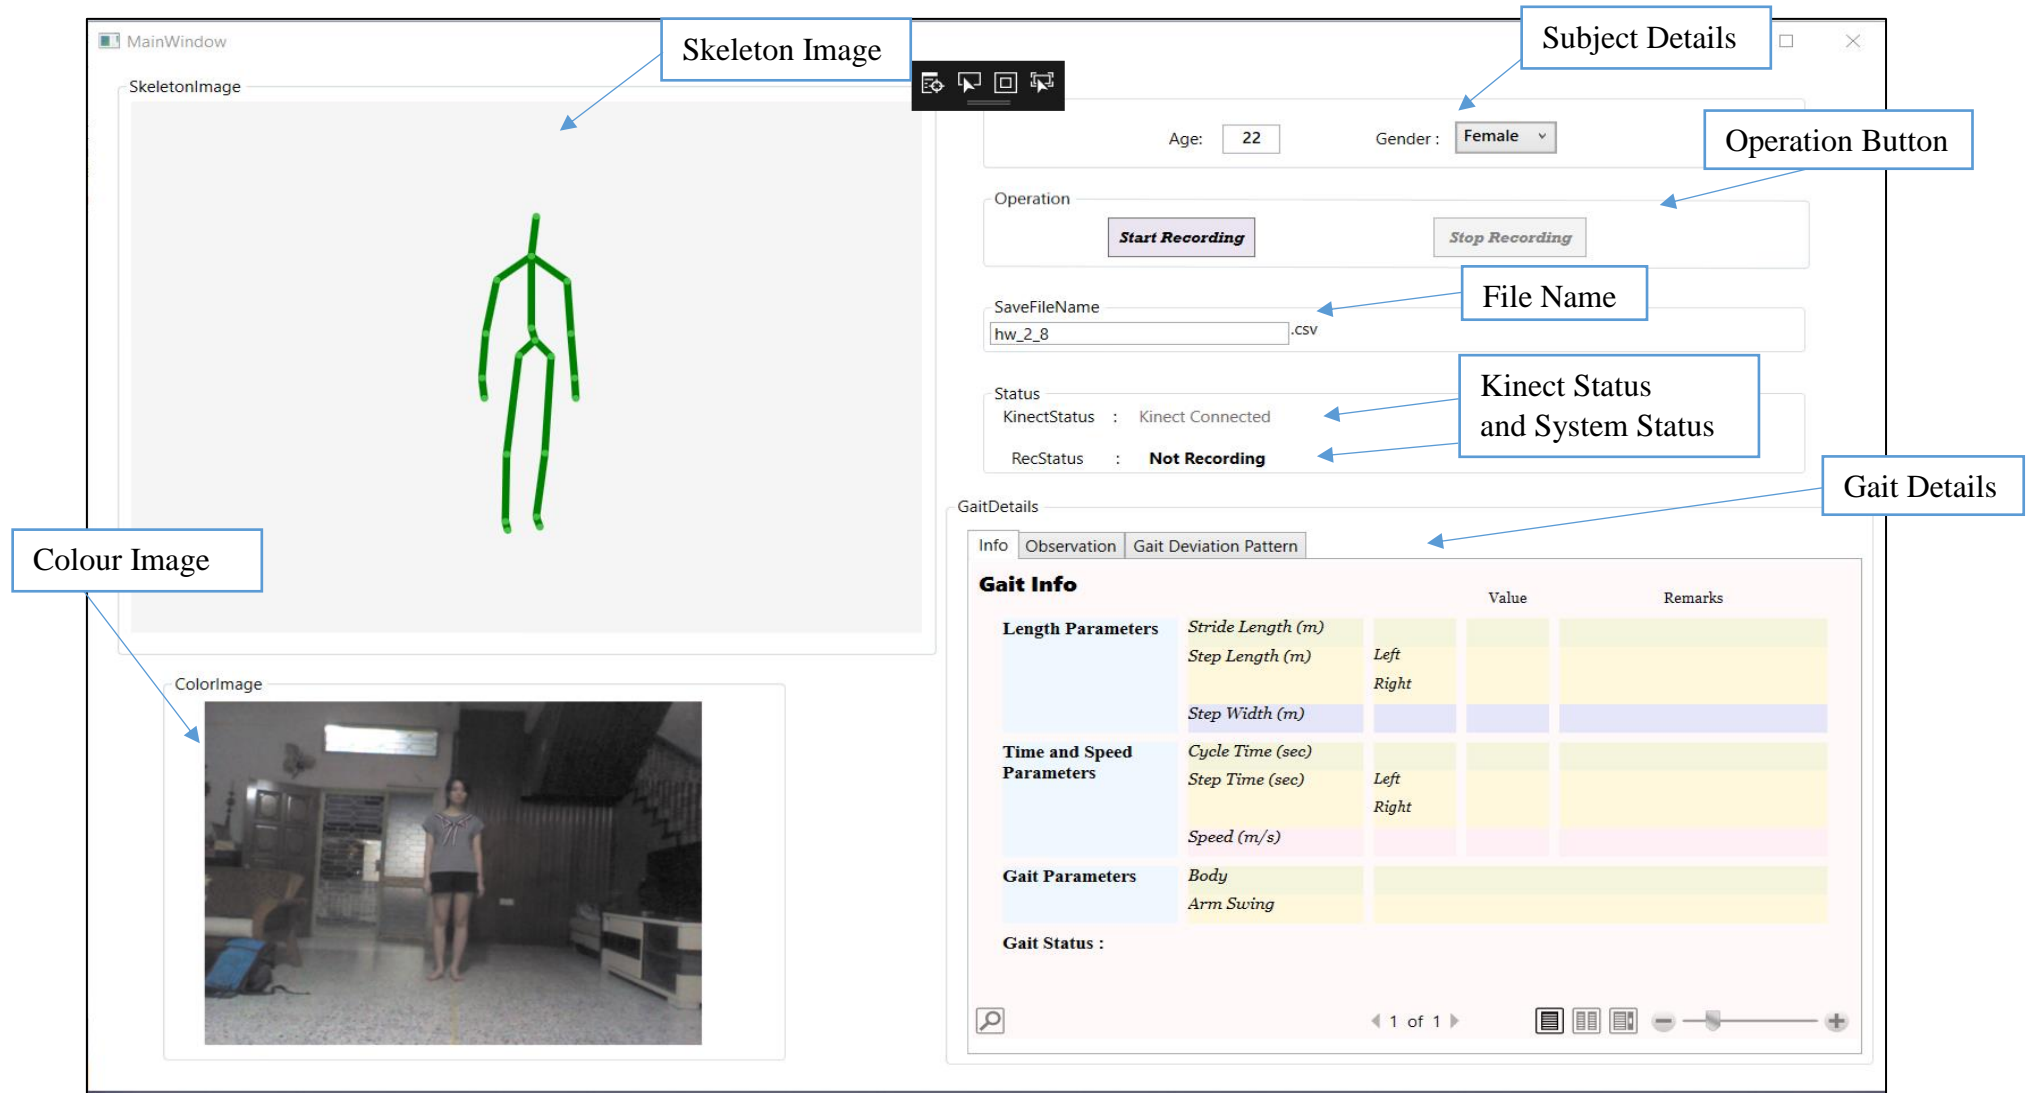 MainWindow
Skeleton Image
Subject Details
SkeletonImage
Age: 22 Gender : Female
Operation Button
Operation
Start Recording Stop Recording
File Name
SaveFileName
hw_2_8 .csv
Kinect Status
and System Status
Status
KinectStatus : Kinect Connected
RecStatus : Not Recording
Gait Details
GaitDetails
Info Observation Gait Deviation Pattern
Gait Info
Value Remarks
Length Parameters Stride Length (m)
Step Length (m) Left
Right
Step Width (m)
Time and Speed Cycle Time (sec)
Parameters Step Time (sec) Left
Right
Speed (m/s)
Gait Parameters Body
Arm Swing
Gait Status :
1 of 1
Colour Image
ColorImage